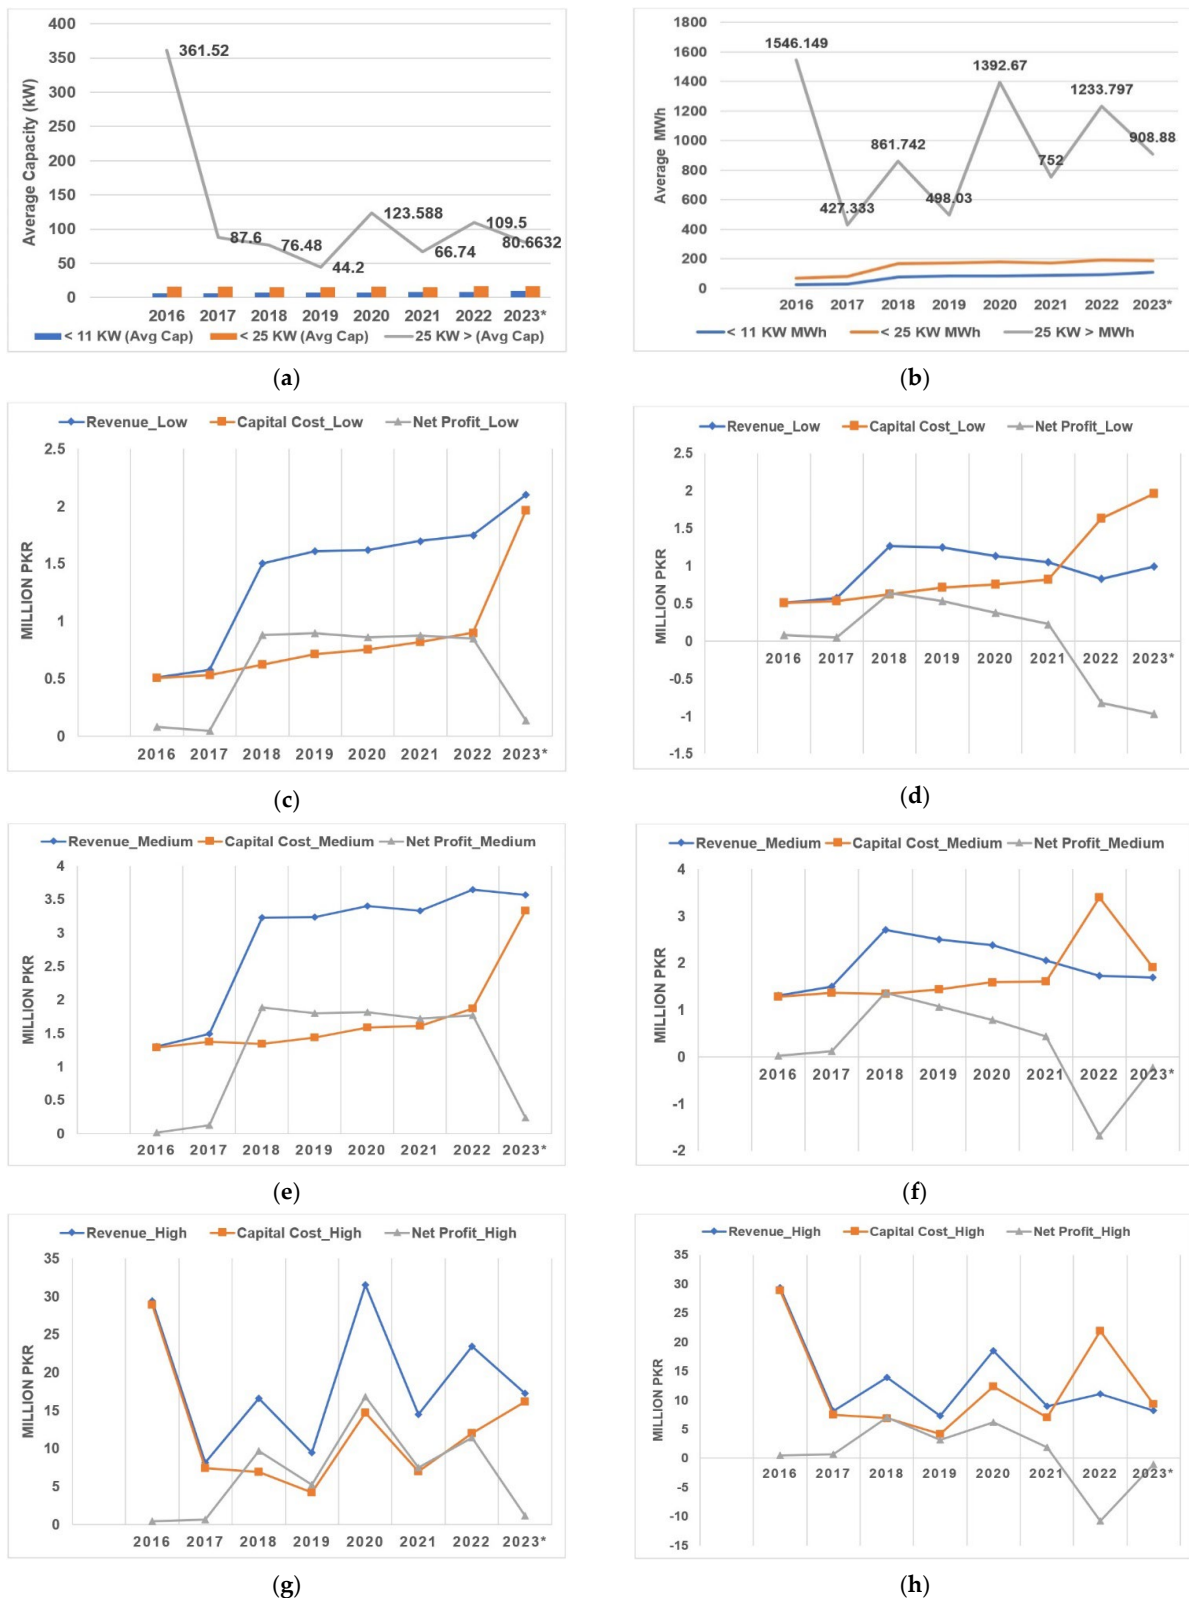 Average Capacity (kW)
400
350
300
250
200
150
100
50
0
361.52
87.6
76.48
44.2
123.588
66.74
109.5
80.6632
2016 2017 2018 2019 2020 2021 2022 2023*
< 11 KW (Avg Cap) < 25 KW (Avg Cap) 25 KW > (Avg Cap)
(a)
Average MWh
1800
1600
1400
1200
1000
800
600
400
200
0
1546.149
427.333
861.742
498.03
1392.67
752
1233.797
908.88
2016 2017 2018 2019 2020 2021 2022 2023*
< 11 KW MWh < 25 KW MWh 25 KW > MWh
(b)
Revenue_Low Capital Cost_Low Net Profit_Low
MILLION PKR
2.5
2
1.5
1
0.5
0
2016 2017 2018 2019 2020 2021 2022 2023*
(c)
Revenue_Low Capital Cost_Low Net Profit_Low
MILLION PKR
2.5
2
1.5
1
0.5
0
-0.5
-1
-1.5
2016 2017 2018 2019 2020 2021 2022 2023*
(d)
Revenue_Medium Capital Cost_Medium Net Profit_Medium
MILLION PKR
4
3.5
3
2.5
2
1.5
1
0.5
0
2016 2017 2018 2019 2020 2021 2022 2023*
(e)
Revenue_Medium Capital Cost_Medium Net Profit_Medium
MILLION PKR
4
3
2
1
0
-1
-2
2016 2017 2018 2019 2020 2021 2022 2023*
(f)
Revenue_High Capital Cost_High Net Profit_High
MILLION PKR
35
30
25
20
15
10
5
0
2016 2017 2018 2019 2020 2021 2022 2023*
(g)
Revenue_High Capital Cost_High Net Profit_High
MILLION PKR
35
30
25
20
15
10
5
0
-5
-10
-15
2016 2017 2018 2019 2020 2021 2022 2023*
(h)